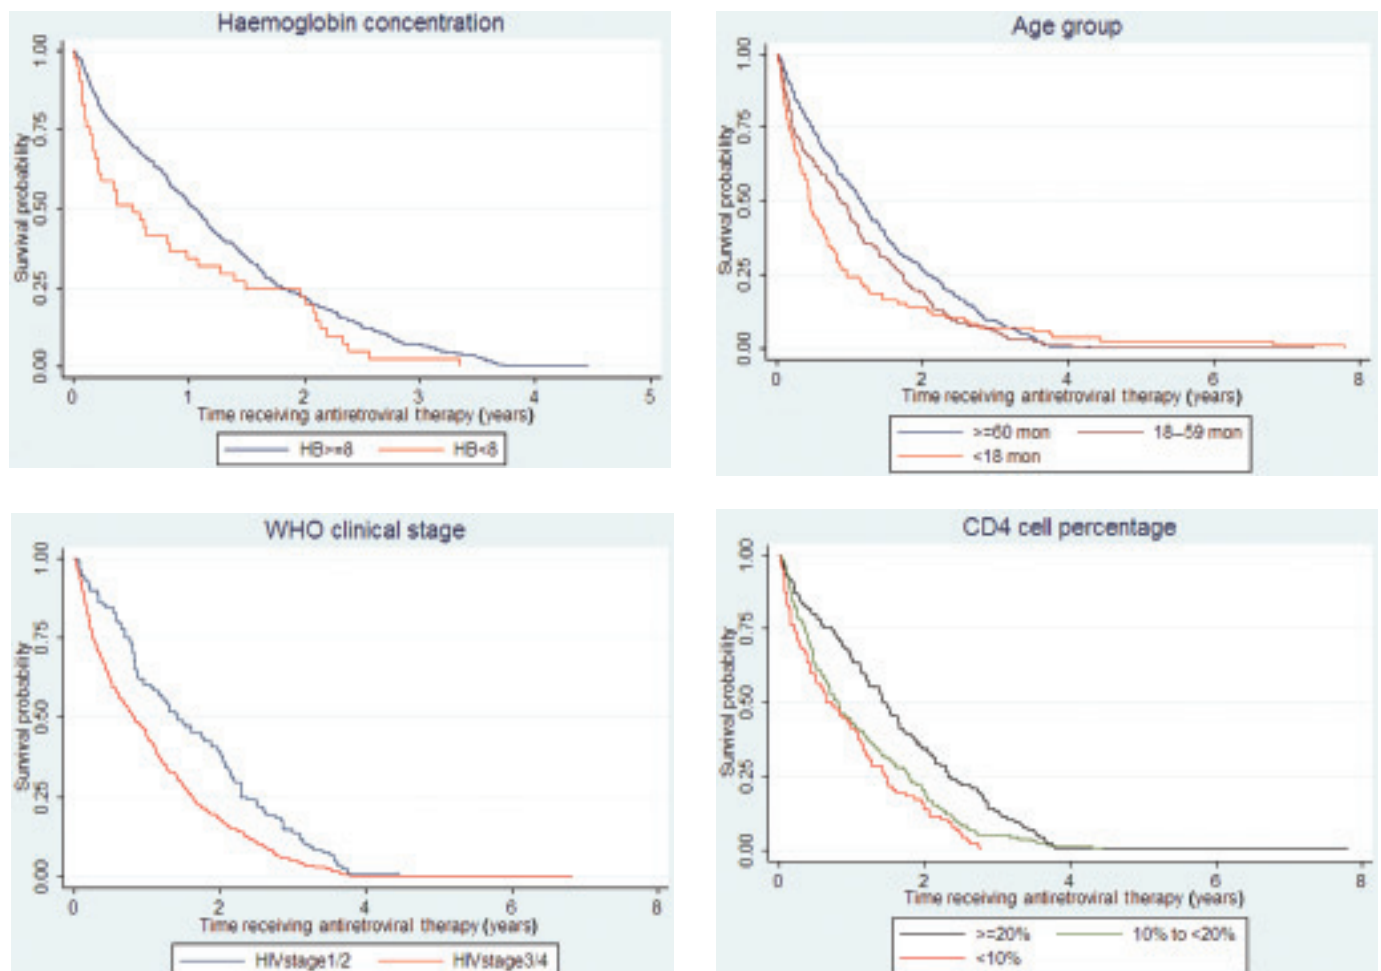 Haemoglobin concentration
Survival probability
1.00
0.75
0.50
0.25
0.00
0 1 2 3 4 5
Time receiving antiretroviral therapy (years)
HB>=8 HB<8
Age group
Survival probability
1.00
0.75
0.50
0.25
0.00
0 2 4 6 8
Time receiving antiretroviral therapy (years)
>=60 mon 18–59 mon
<18 mon
WHO clinical stage
Survival probability
1.00
0.75
0.50
0.25
0.00
0 2 4 6 8
Time receiving antiretroviral therapy (years)
HIVstage1/2 HIVstage3/4
CD4 cell percentage
Survival probability
1.00
0.75
0.50
0.25
0.00
0 2 4 6 8
Time receiving antiretroviral therapy (years)
>=20% 10% to <20%
<10%